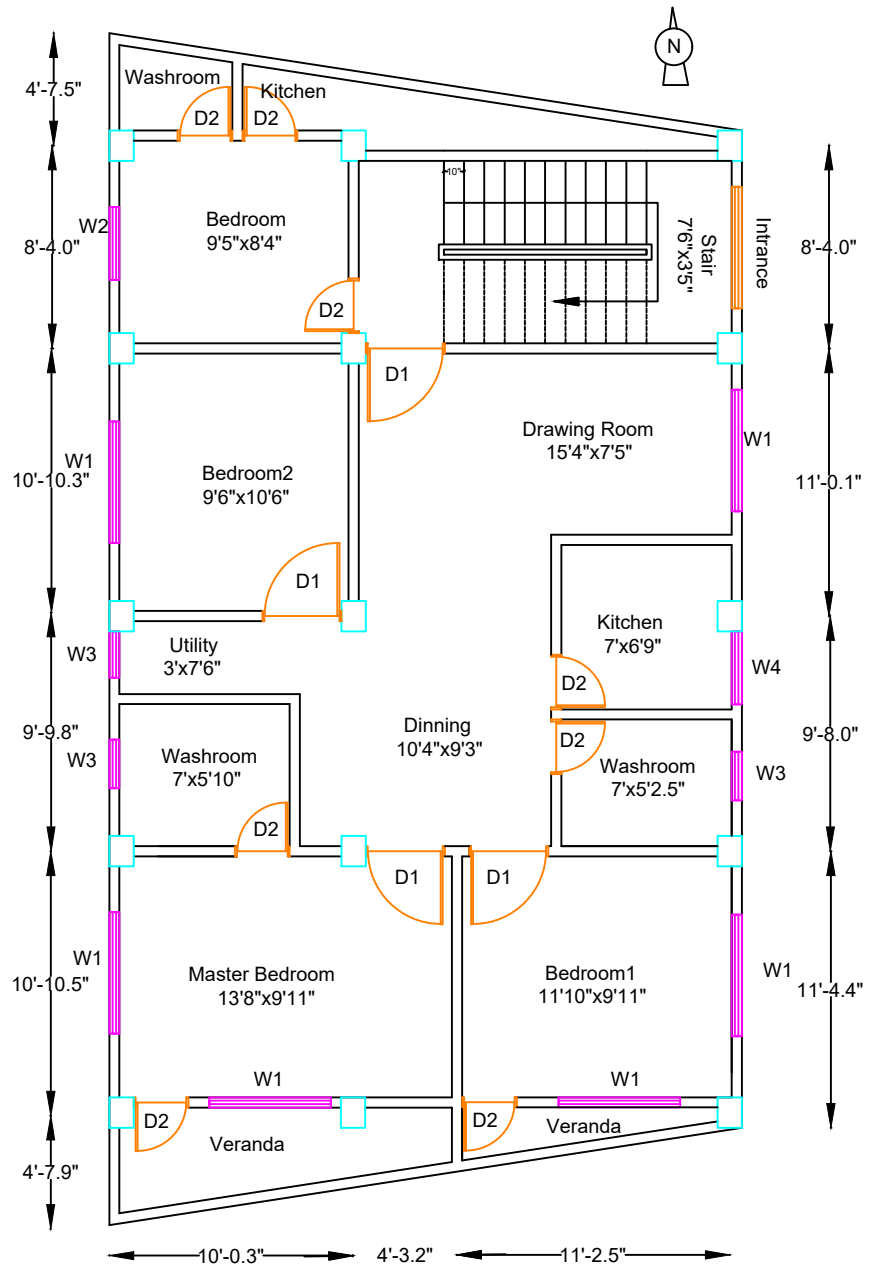 N
4'-7.5"
Washroom
Kitchen
D2
D2
10"
W2
8'-4.0"
Bedroom
9'5"x8'4"
D2
Stair
7'6"x3'5"
Intrance
8'-4.0"
D1
Drawing Room
15'4"x7'5"
W1
W1
10'-10.3"
Bedroom2
9'6"x10'6"
11'-0.1"
D1
Utility
3'x7'6"
W3
Kitchen
7'x6'9"
W4
D2
9'-9.8"
W3
Washroom
7'x5'10"
Dinning
10'4"x9'3"
D2
Washroom
7'x5'2.5"
W3
9'-8.0"
D2
D1
D1
W1
10'-10.5"
Master Bedroom
13'8"x9'11"
Bedroom1
11'10"x9'11"
W1
11'-4.4"
W1
W1
D2
Veranda
D2
Veranda
4'-7.9"
10'-0.3"
4'-3.2"
11'-2.5"